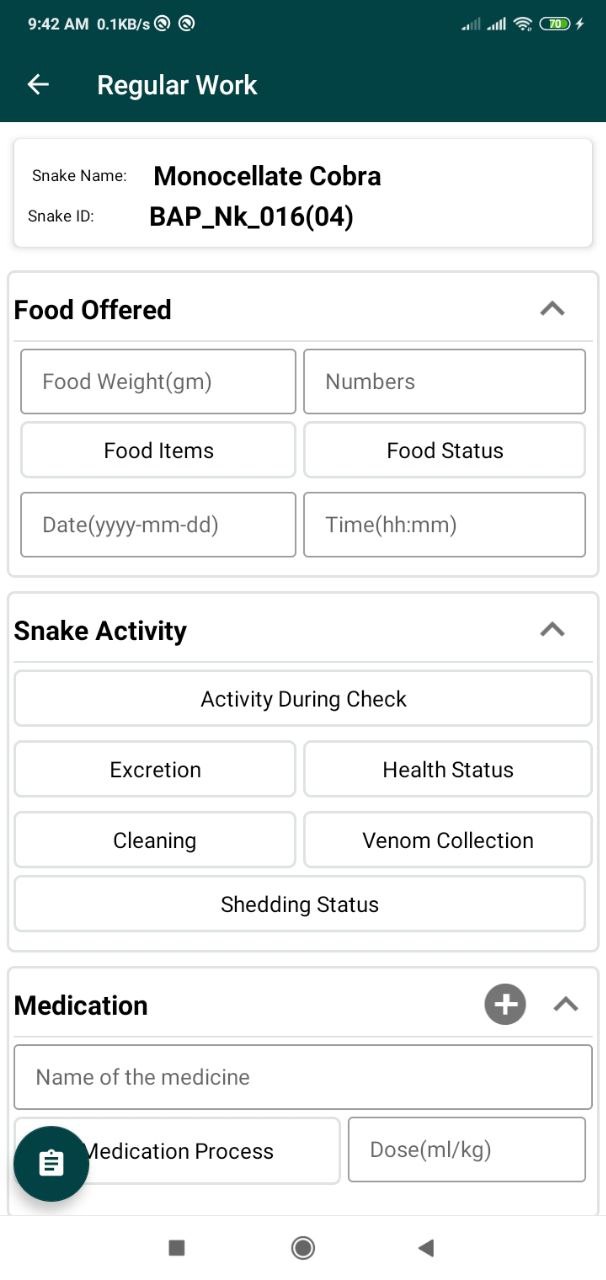 9:42 AM 0.1KB/s 70
Regular Work
Snake Name: Monocellate Cobra
Snake ID: BAP_Nk_016(04)
Food Offered
Food Weight(gm) Numbers
Food Items Food Status
Date(yyyy-mm-dd) Time(hh:mm)
Snake Activity
Activity During Check
Excretion Health Status
Cleaning Venom Collection
Shedding Status
Medication
Name of the medicine
Medication Process Dose(ml/kg)